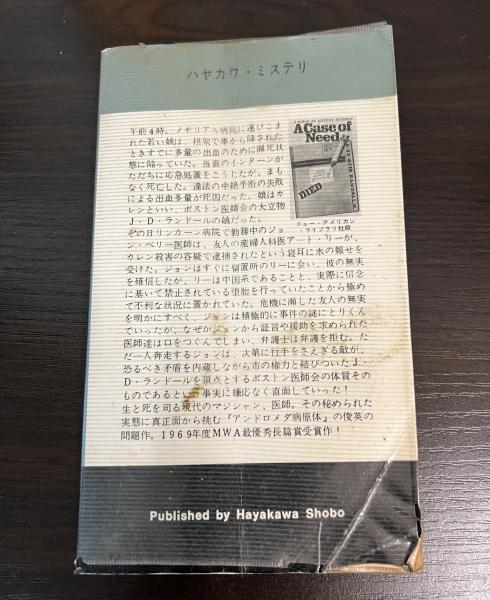 ハヤカワ・ミステリ
午前4時。メモリアル病院に運びこま
れた若い娘は、担架で車から降された
ときすでに多量の出血のために瀕死状
態に陥っていた。当直のインターンが
ただちに応急処置をこうじたが、まも
なく死亡した。違法の中絶手術の失敗
による出血多量が死因だった。娘はカ
レンといい、ボストン医師会の大立物
J・D・ランドールの娘だった。
A Case of
Need
DIED
ニュー・アメリカン
・ライブラリ社版
その日リンカーン病院で勤務中のジョ
ン・ベリー医師は、友人の産婦人科医アート・リーが、
カレン殺害の容疑で逮捕されたという寝耳に水の報せを
受けた。ジョンはすぐに留置所のリーに会い、彼の無実
を確信したが、リーは中国系であることと、実際に信念
に基いて禁止されている堕胎を行っていたことから極め
て不利な状況に置かれていた。危機に瀕した友人の無実
を明かにすべく、ジョンは積極的に事件の謎にとりくん
でいったが、なぜかジョンから証言や援助を求められた
医師達は口をつぐんでしまい、弁護士は弁護を拒む。た
だ一人奔走するジョンは、次第に行手をさえぎる敵が、
恐るべき矛盾を内蔵しながら市の権力と結びついたJ・
D・ランドールを頂点とするボストン医師会の体質その
ものであるという事実に嫌応なく直面していった!
生と死を司る現代のマジシャン、医師。その秘められた
実態に真正面から挑む『アンドロメダ病原体』の俊英の
問題作。1969年度MWA最優秀長篇賞受賞作!
Published by Hayakawa Shobo